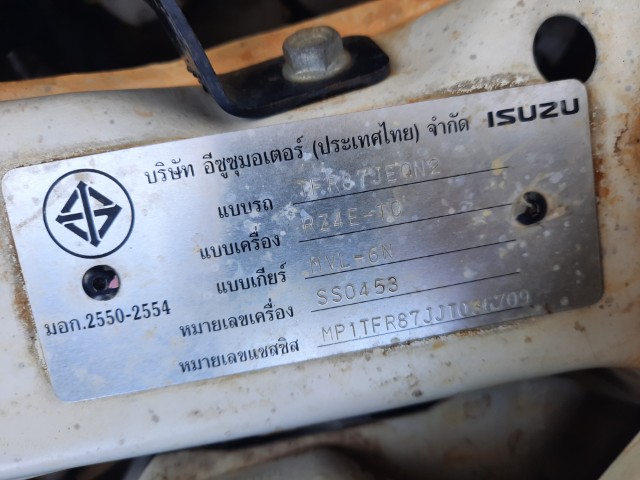 บริษัท อีซูซุมอเตอร์ (ประเทศไทย) จำกัด ISUZU
แบบรถ
แบบเครื่อง RZ4E-TC
แบบเกียร์ MVL-6N
หมายเลขเครื่อง SS0453
หมายเลขแชสซิส
มอก.2550-2554